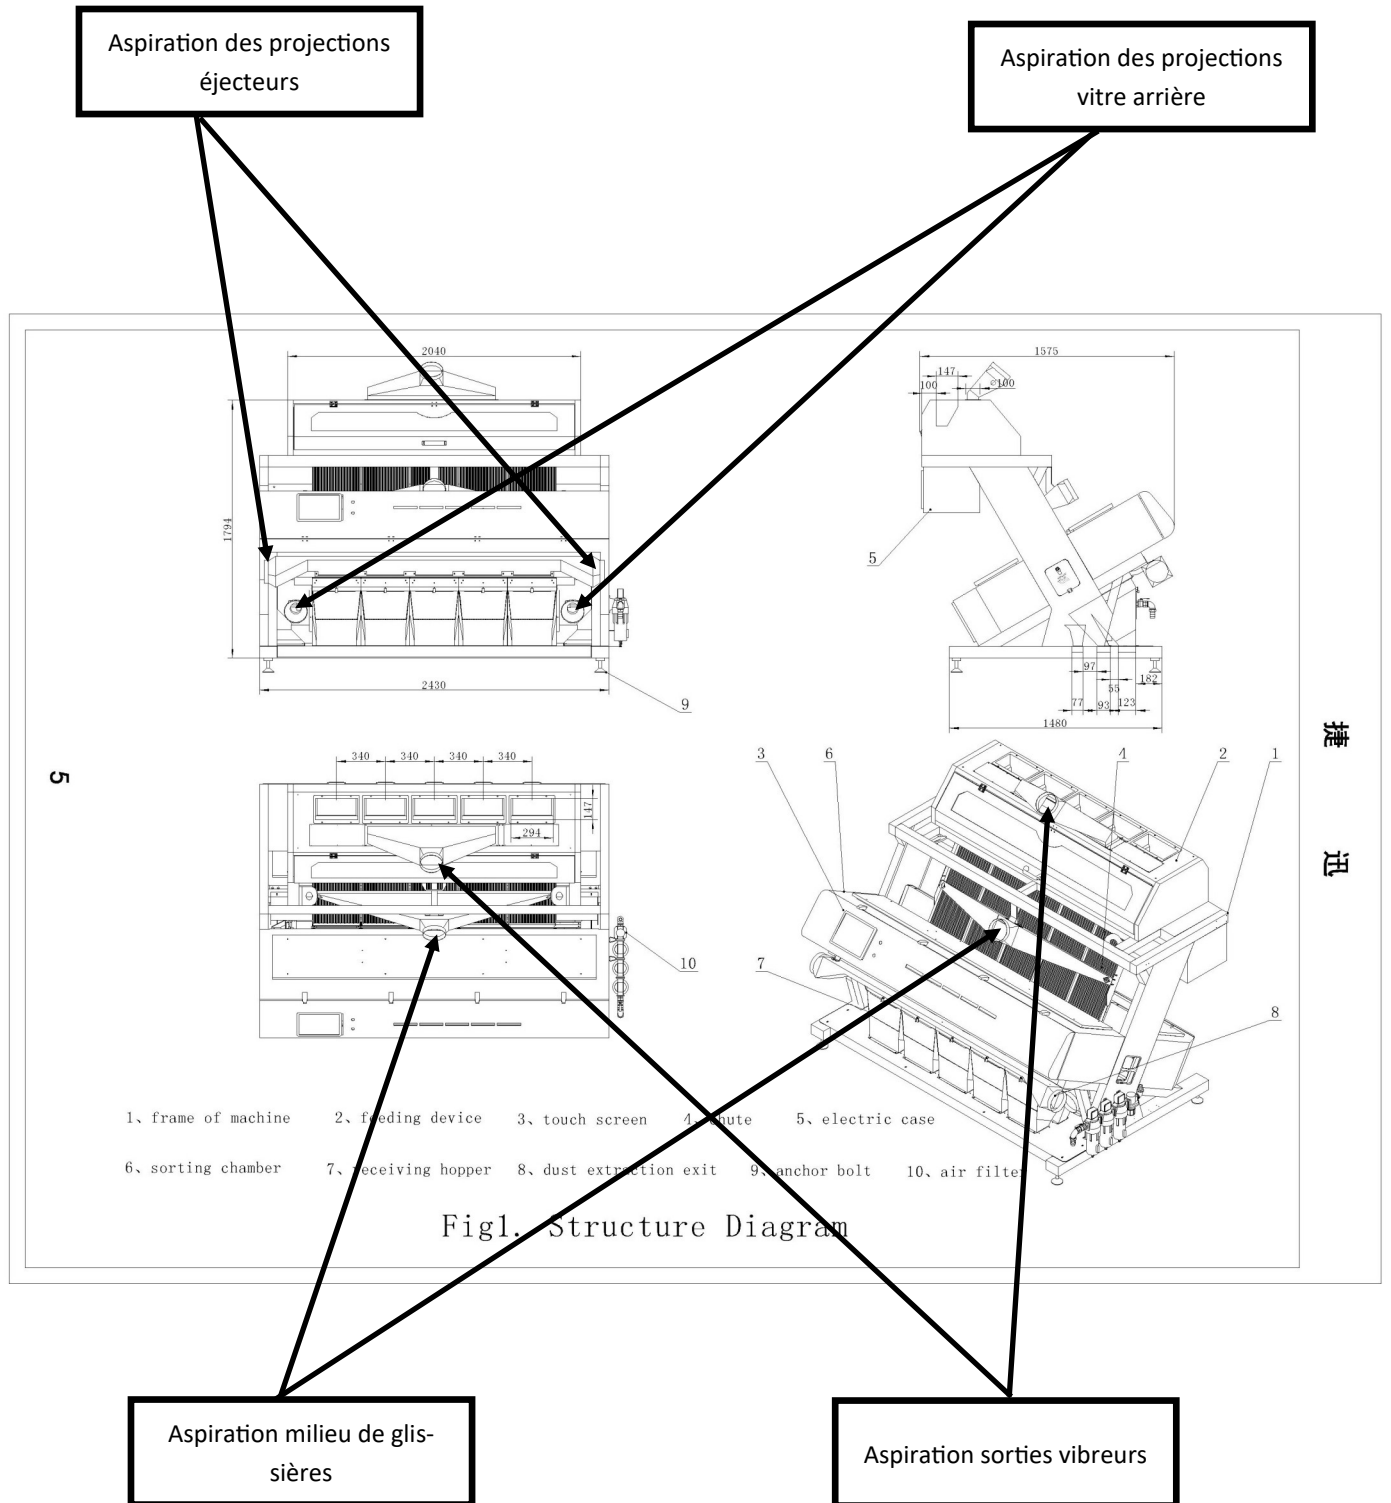 Aspiration des projections
éjecteurs
Aspiration des projections
vitre arrière
2040
1794
2430
9
1575
147
100
ø100
5
97
55
182
77
93
123
1480
340 340 340 340
147
294
10
3
6
4
2
1
7
8
5
捷 迅
1、frame of machine 2、feeding device 3、touch screen 4、chute 5、electric case
6、sorting chamber 7、receiving hopper 8、dust extraction exit 9、anchor bolt 10、air filter
Fig1. Structure Diagram
Aspiration milieu de glis-
sières
Aspiration sorties vibreurs